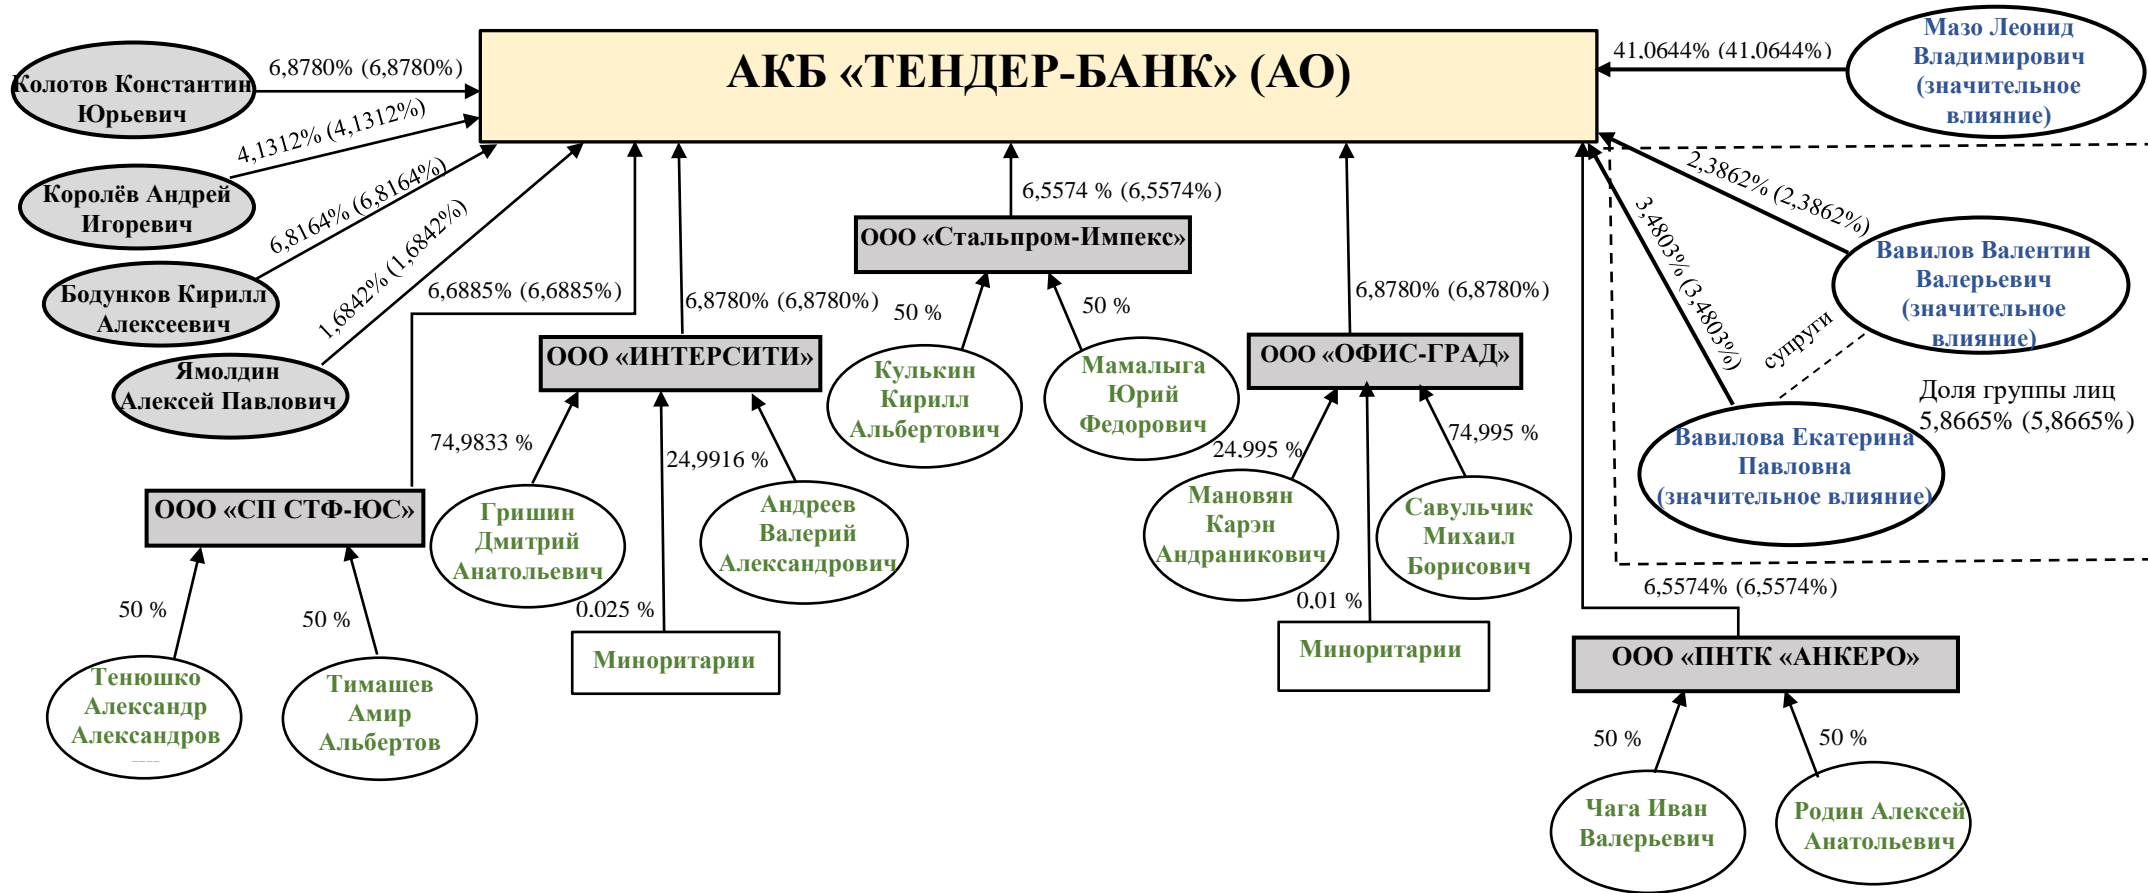 АКБ «ТЕНДЕР-БАНК» (АО)
Колотов Константин
Юрьевич
6,8780% (6,8780%)
Королёв Андрей
Игоревич
4,1312% (4,1312%)
Бодунков Кирилл
Алексеевич
6,8164% (6,8164%)
Ямолдин
Алексей Павлович
1,6842% (1,6842%)
6,6885% (6,6885%)
ООО «СП СТФ-ЮС»
50 %
50 %
Тенюшко
Александр
Александров
Тимашев
Амир
Альбертов
6,8780% (6,8780%)
ООО «ИНТЕРСИТИ»
74,9833 %
24,9916 %
0.025 %
Гришин
Дмитрий
Анатольевич
Андреев
Валерий
Александрович
Миноритарии
6,5574 % (6,5574%)
ООО «Стальпром-Импекс»
50 %
50 %
Кулькин
Кирилл
Альбертович
Мамалыга
Юрий
Федорович
6,8780% (6,8780%)
ООО «ОФИС-ГРАД»
24,995 %
74,995 %
0,01 %
Мановян
Карэн
Андраникович
Савульчик
Михаил
Борисович
Миноритарии
41,0644% (41,0644%)
Мазо Леонид
Владимирович
(значительное
влияние)
2,3862% (2,3862%)
Вавилов Валентин
Валерьевич
(значительное
влияние)
3,4803% (3,4803%)
супруги
Доля группы лиц
5,8665% (5,8665%)
Вавилова Екатерина
Павловна
(значительное влияние)
6,5574% (6,5574%)
ООО «ПНТК «АНКЕРО»
50 %
50 %
Чага Иван
Валерьевич
Родин Алексей
Анатольевич